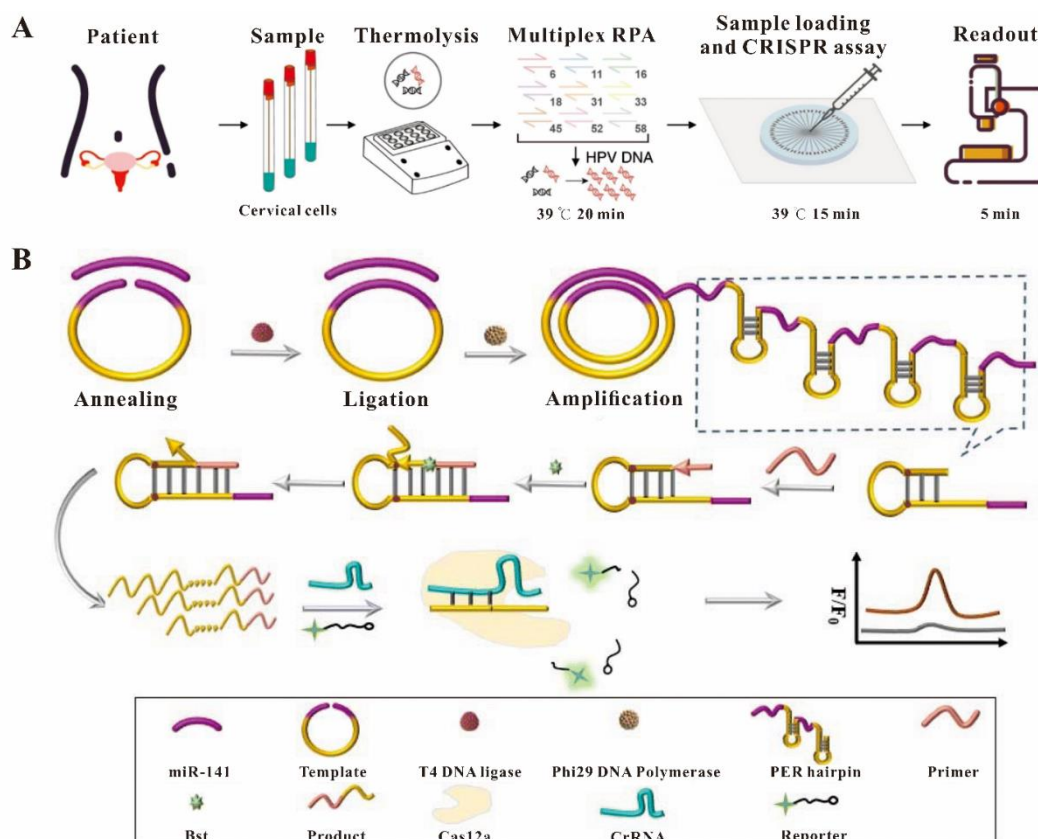 A
Patient
Sample
Thermolysis
Multiplex RPA
Sample loading
and CRISPR assay
Readout
6 11 16
18 31 33
45 52 58
HPV DNA
Cervical cells
39 ℃ 20 min
39 ℃ 15 min
5 min
B
Annealing
Ligation
Amplification
F/F0
miR-141
Template
T4 DNA ligase
Phi29 DNA Polymerase
PER hairpin
Primer
Bst
Product
Cas12a
CrRNA
Reporter